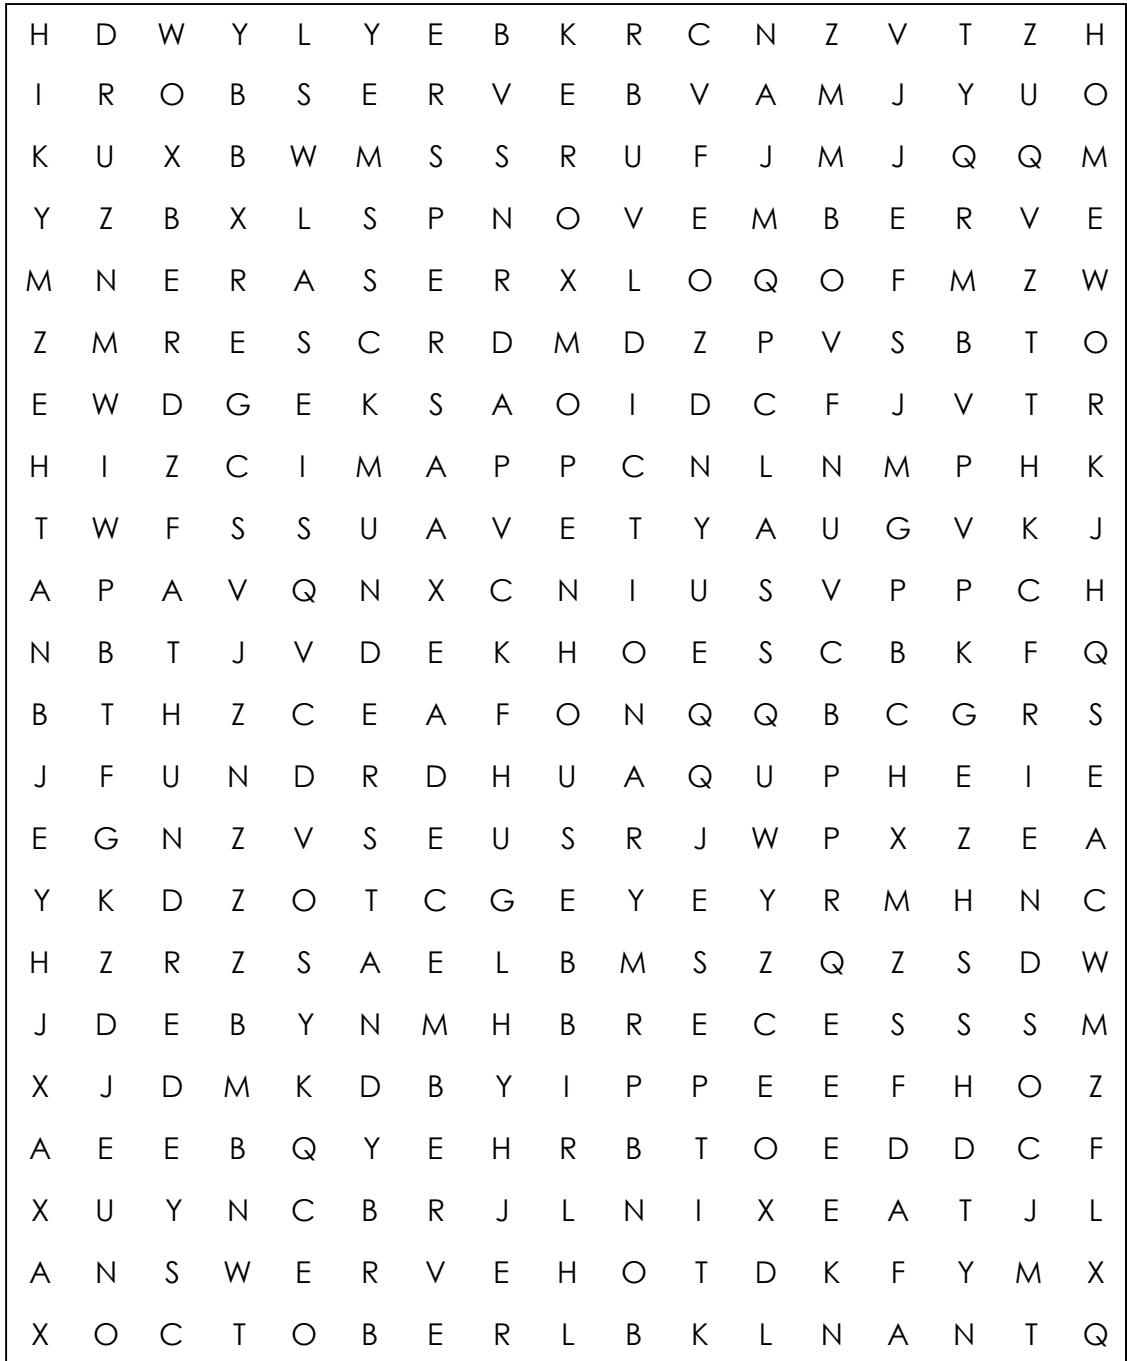 H D W Y L Y E B K R C N Z V T Z H
I R O B S E R V E B V A M J Y U O
K U X B W M S S R U F J M J Q Q M
Y Z B X L S P N O V E M B E R V E
M N E R A S E R X L O Q O F M Z W
Z M R E S C R D M D Z P V S B T O
E W D G E K S A O I D C F J V T R
H I Z C I M A P P C N L N M P H K
T W F S S U A V E T Y A U G V K J
A P A V Q N X C N I U S V P P C H
N B T J V D E K H O E S C B K F Q
B T H Z C E A F O N Q Q B C G R S
J F U N D R D H U A Q U P H E I E
E G N Z V S E U S R J W P X Z E A
Y K D Z O T C G E Y E Y R M H N C
H Z R Z S A E L B M S Z Q Z S D W
J D E B Y N M H B R E C E S S S M
X J D M K D B Y I P P E E F H O Z
A E E B Q Y E H R B T O E D D C F
X U Y N C B R J L N I X E A T J L
A N S W E R V E H O T D K F Y M X
X O C T O B E R L B K L N A N T Q